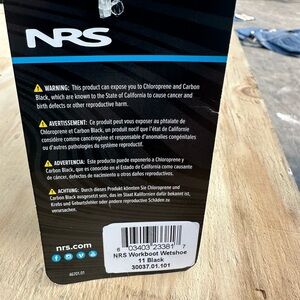 NRS
WARNING: This product can expose you to Chloroprene and Carbon
Black, which are known to the State of California to cause cancer and
birth defects or other reproductive harm.
AVERTISSEMENT: Ce produit peut vous exposer au phtalate de
Chloroprene et Carbon Black, un produit nocif que l'état de Californie
considère comme cancérogène et responsable d'anomalies congénitales
ou d'autres pathologies du système reproductif.
ADVERTENCIA: Este producto puede exponerlo a Chloroprene y
Carbon Black, que es conocido en el Estado de California como causante
de cáncer, defectos de nacimiento o otros daños reproductivos.
ACHTUNG: Durch dieses Produkt könnten Sie Chloroprene und
Carbon Black ausgesetzt sein, das im Staat Kalifornien dafür bekannt ist,
Krebs und Geburtsfehler oder andere reproduktive Schäden zu
verursachen.
nrs.com
46701.01
6 03403 23381 7
NRS Workboot Wetshoe
11 Black
30037.01.101